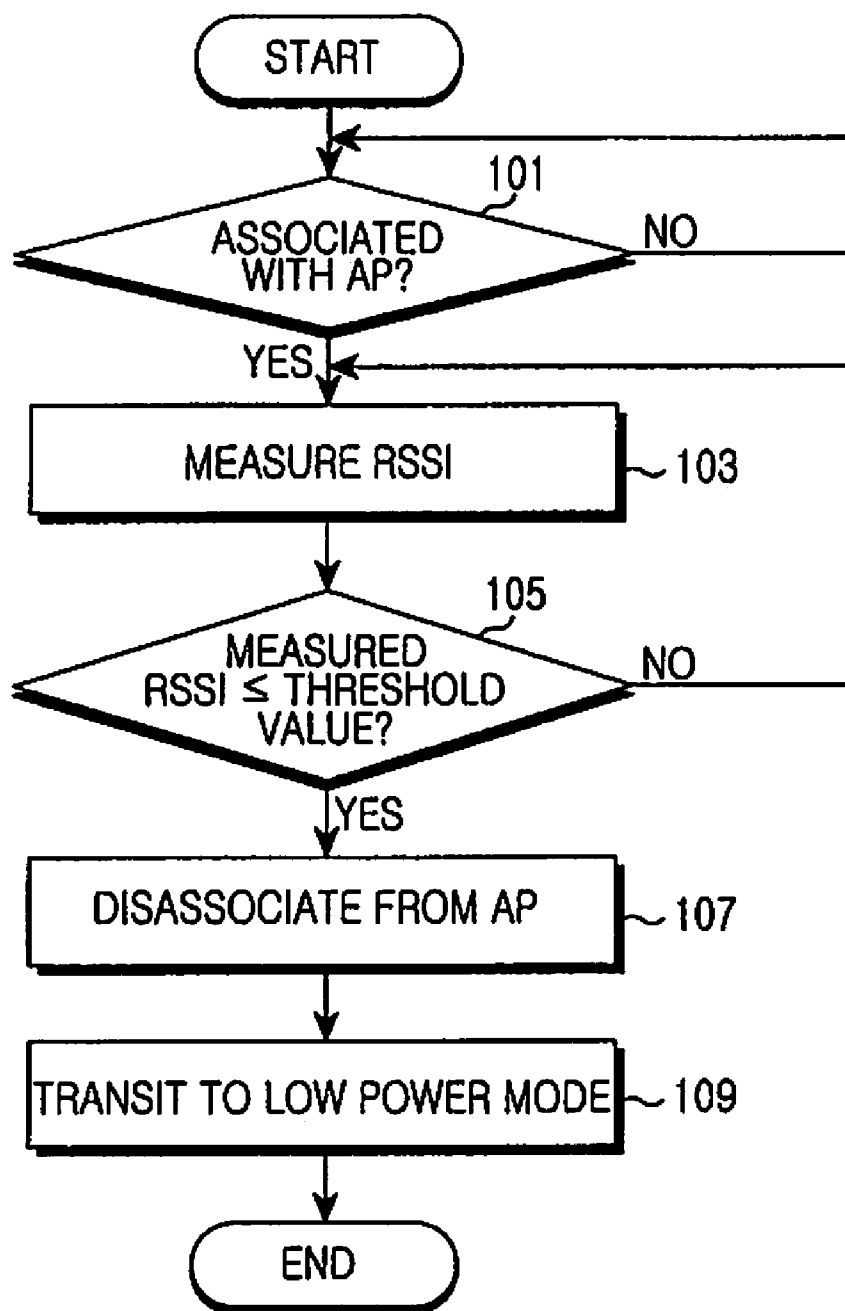 START
101
ASSOCIATED
WITH AP?
NO
YES
MEASURE RSSI
103
105
MEASURED
RSSI ≤ THRESHOLD
VALUE?
NO
YES
DISASSOCIATE FROM AP
107
TRANSIT TO LOW POWER MODE
109
END